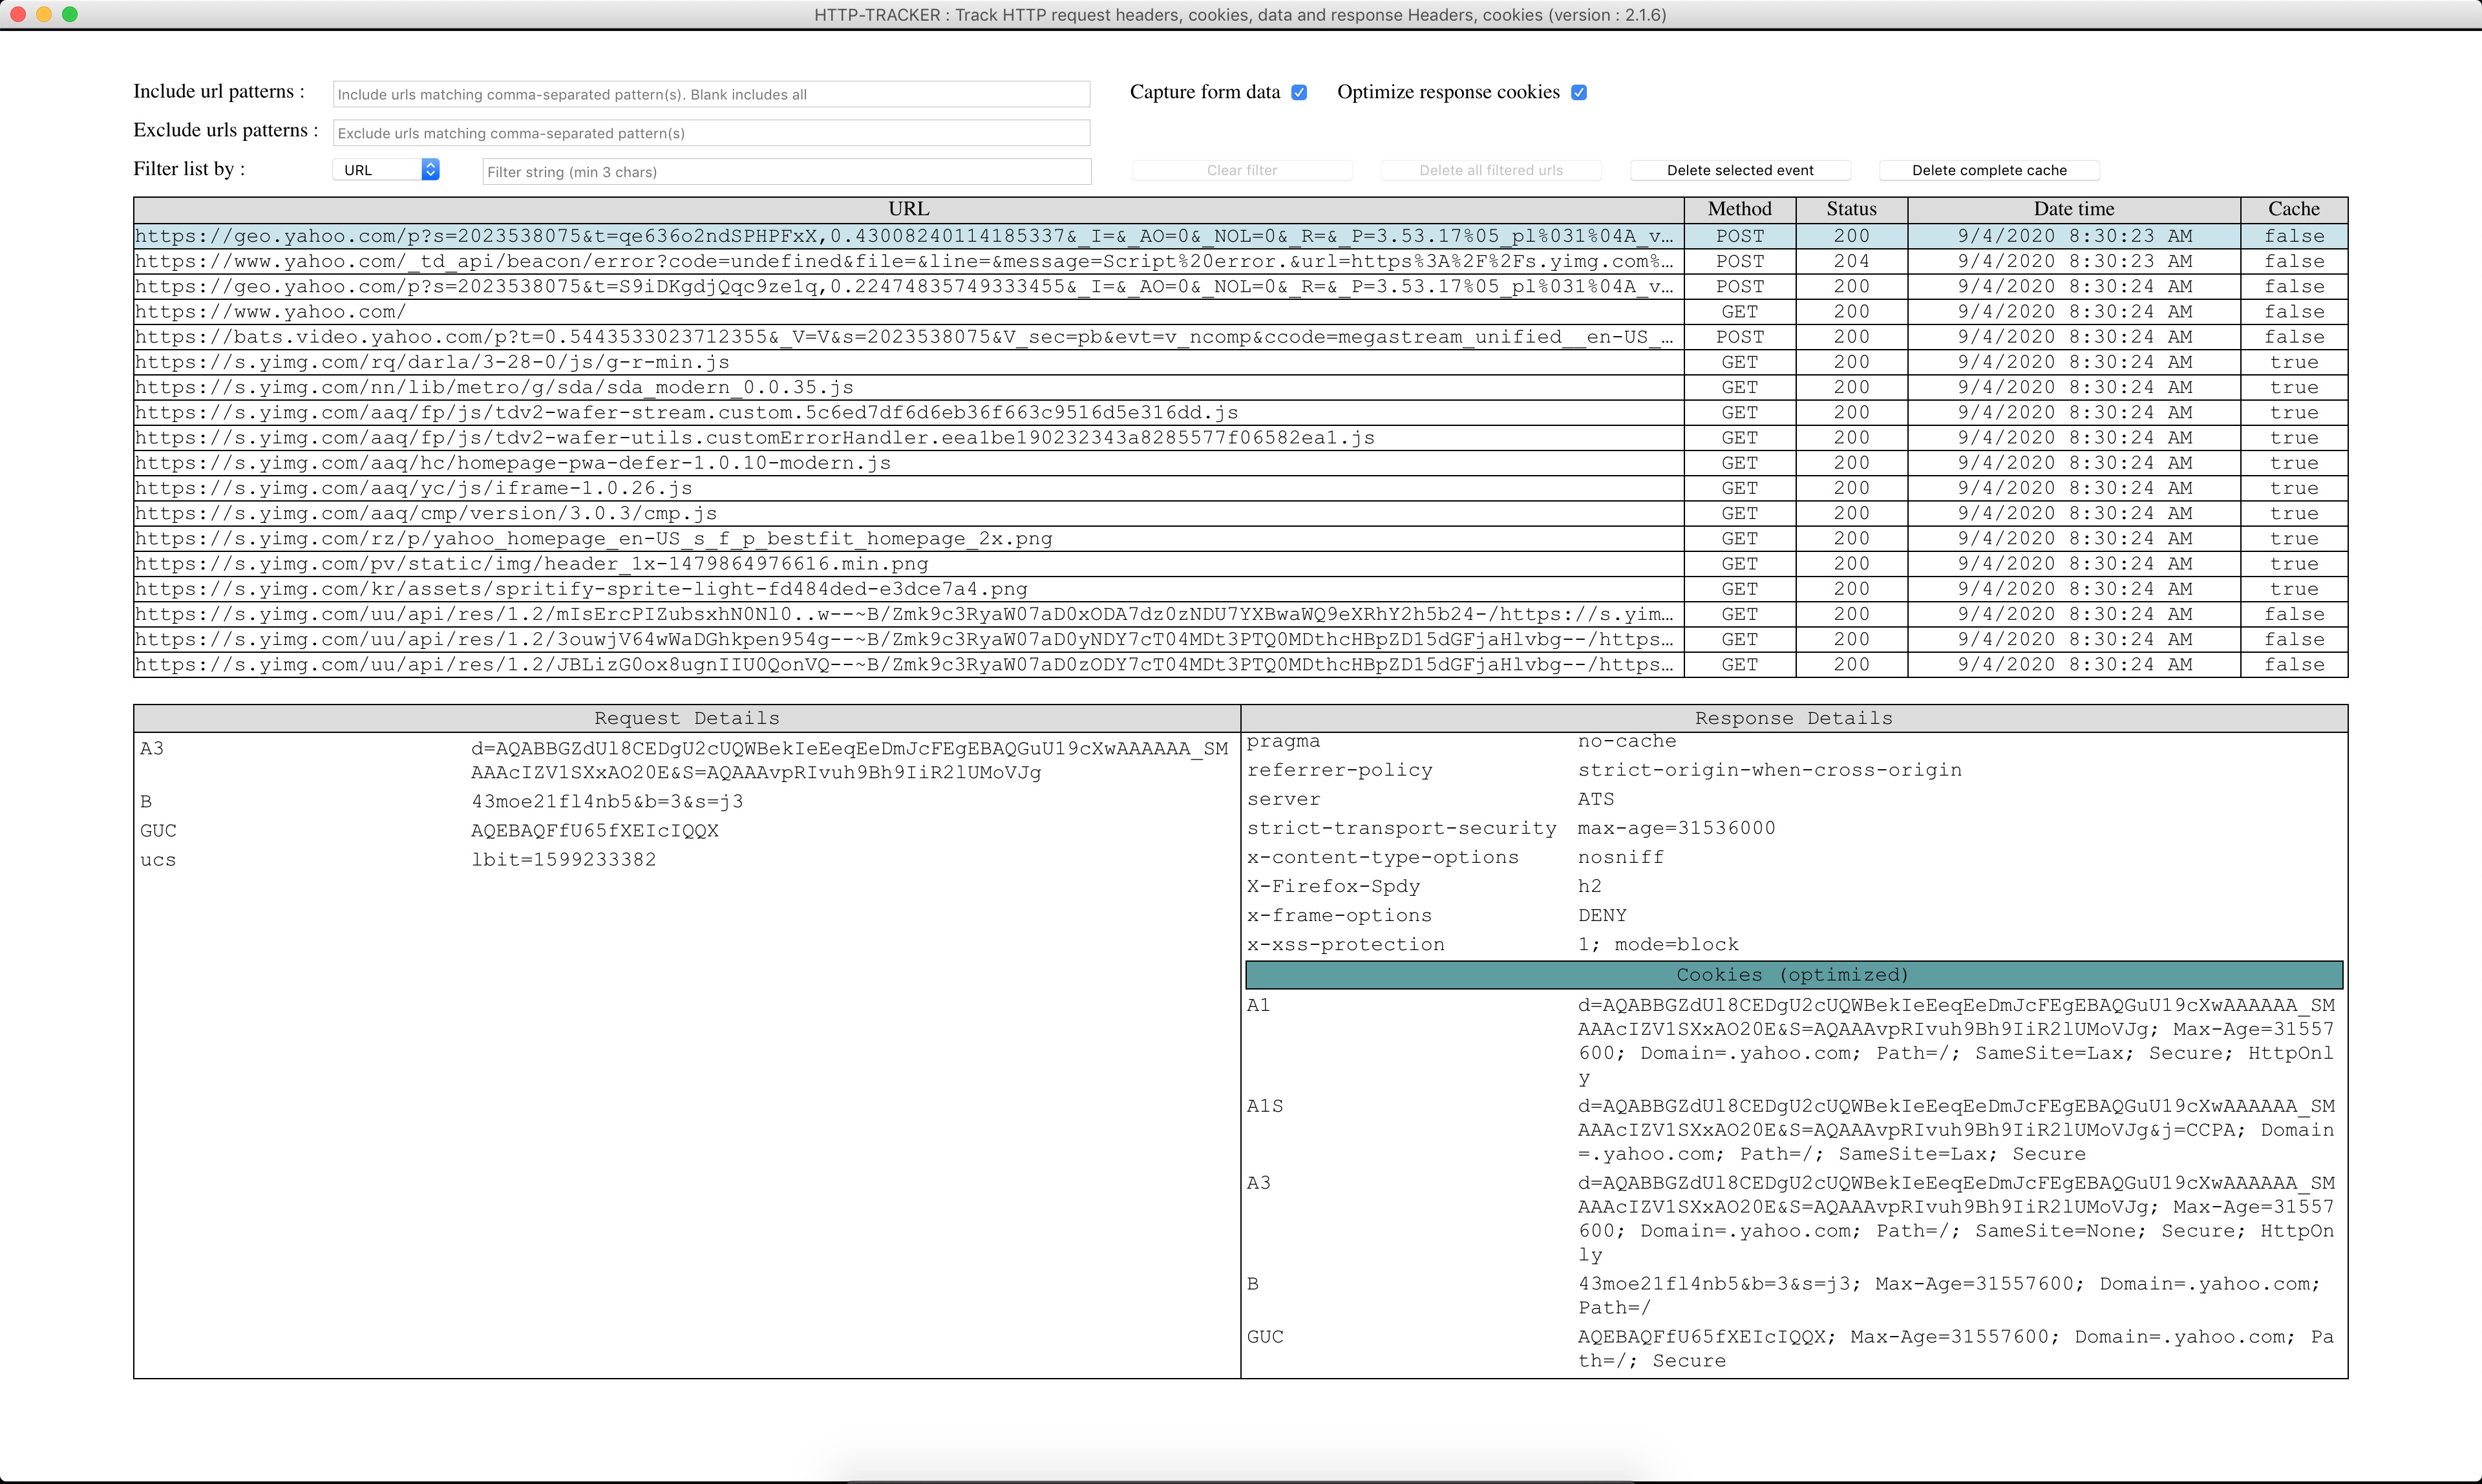 HTTP-TRACKER : Track HTTP request headers, cookies, data and response Headers, cookies (version : 2.1.6)
Include url patterns : Include urls matching comma-separated pattern(s). Blank includes all Capture form data Optimize response cookies
Exclude urls patterns : Exclude urls matching comma-separated pattern(s)
Filter list by : URL Filter string (min 3 chars) Clear filter Delete all filtered urls Delete selected event Delete complete cache
URL Method Status Date time Cache
https://geo.yahoo.com/p?s=2023538075&t=qe636o2ndSPHPFxX,0.43008240114185337&_I=&_AO=0&_NOL=0&_R=&_P=3.53.17%05_pl%031%04A_v… POST 200 9/4/2020 8:30:23 AM false
https://www.yahoo.com/_td_api/beacon/error?code=undefined&file=&line=&message=Script%20error.&url=https%3A%2F%2Fs.yimg.com%… POST 204 9/4/2020 8:30:23 AM false
https://geo.yahoo.com/p?s=2023538075&t=S9iDKgdjQqc9ze1q,0.22474835749333455&_I=&_AO=0&_NOL=0&_R=&_P=3.53.17%05_pl%031%04A_v… POST 200 9/4/2020 8:30:24 AM false
https://www.yahoo.com/ GET 200 9/4/2020 8:30:24 AM false
https://bats.video.yahoo.com/p?t=0.5443533023712355&_V=V&s=2023538075&V_sec=pb&evt=v_ncomp&ccode=megastream_unified__en-US_… POST 200 9/4/2020 8:30:24 AM false
https://s.yimg.com/rq/darla/3-28-0/js/g-r-min.js GET 200 9/4/2020 8:30:24 AM true
https://s.yimg.com/nn/lib/metro/g/sda/sda_modern_0.0.35.js GET 200 9/4/2020 8:30:24 AM true
https://s.yimg.com/aaq/fp/js/tdv2-wafer-stream.custom.5c6ed7df6d6eb36f663c9516d5e316dd.js GET 200 9/4/2020 8:30:24 AM true
https://s.yimg.com/aaq/fp/js/tdv2-wafer-utils.customErrorHandler.eea1be190232343a8285577f06582ea1.js GET 200 9/4/2020 8:30:24 AM true
https://s.yimg.com/aaq/hc/homepage-pwa-defer-1.0.10-modern.js GET 200 9/4/2020 8:30:24 AM true
https://s.yimg.com/aaq/yc/js/iframe-1.0.26.js GET 200 9/4/2020 8:30:24 AM true
https://s.yimg.com/aaq/cmp/version/3.0.3/cmp.js GET 200 9/4/2020 8:30:24 AM true
https://s.yimg.com/rz/p/yahoo_homepage_en-US_s_f_p_bestfit_homepage_2x.png GET 200 9/4/2020 8:30:24 AM true
https://s.yimg.com/pv/static/img/header_1x-1479864976616.min.png GET 200 9/4/2020 8:30:24 AM true
https://s.yimg.com/kr/assets/spritify-sprite-light-fd484ded-e3dce7a4.png GET 200 9/4/2020 8:30:24 AM true
https://s.yimg.com/uu/api/res/1.2/mIsErcPIZubsxhN0Nl0..w--~B/Zmk9c3RyaW07aD0xODA7dz0zNDU7YXBwaWQ9eXRhY2h5b24-/https://s.yim… GET 200 9/4/2020 8:30:24 AM false
https://s.yimg.com/uu/api/res/1.2/3ouwjV64wWaDGhkpen954g--~B/Zmk9c3RyaW07aD0yNDY7cT04MDt3PTQ0MDthcHBpZD15dGFjaHlvbg--/https… GET 200 9/4/2020 8:30:24 AM false
https://s.yimg.com/uu/api/res/1.2/JBLizG0ox8ugnIIU0QonVQ--~B/Zmk9c3RyaW07aD0zODY7cT04MDt3PTQ0MDthcHBpZD15dGFjaHlvbg--/https… GET 200 9/4/2020 8:30:24 AM false
Request Details
A3 d=AQABBGZdUl8CEDgU2cUQWBekIeEeqEeDmJcFEgEBAQGuU19cXwAAAAAA_SM
AAAcIZV1SXxAO20E&S=AQAAAvpRIvuh9Bh9IiR2lUMoVJg
B 43moe21fl4nb5&b=3&s=j3
GUC AQEBAQFfU65fXEIcIQQX
ucs lbit=1599233382
Response Details
pragma no-cache
referrer-policy strict-origin-when-cross-origin
server ATS
strict-transport-security max-age=31536000
x-content-type-options nosniff
X-Firefox-Spdy h2
x-frame-options DENY
x-xss-protection 1; mode=block
Cookies (optimized)
A1 d=AQABBGZdUl8CEDgU2cUQWBekIeEeqEeDmJcFEgEBAQGuU19cXwAAAAAA_SM
AAAcIZV1SXxAO20E&S=AQAAAvpRIvuh9Bh9IiR2lUMoVJg; Max-Age=31557
600; Domain=.yahoo.com; Path=/; SameSite=Lax; Secure; HttpOnl
y
A1S d=AQABBGZdUl8CEDgU2cUQWBekIeEeqEeDmJcFEgEBAQGuU19cXwAAAAAA_SM
AAAcIZV1SXxAO20E&S=AQAAAvpRIvuh9Bh9IiR2lUMoVJg&j=CCPA; Domain
=.yahoo.com; Path=/; SameSite=Lax; Secure
A3 d=AQABBGZdUl8CEDgU2cUQWBekIeEeqEeDmJcFEgEBAQGuU19cXwAAAAAA_SM
AAAcIZV1SXxAO20E&S=AQAAAvpRIvuh9Bh9IiR2lUMoVJg; Max-Age=31557
600; Domain=.yahoo.com; Path=/; SameSite=None; Secure; HttpOn
ly
B 43moe21fl4nb5&b=3&s=j3; Max-Age=31557600; Domain=.yahoo.com;
Path=/
GUC AQEBAQFfU65fXEIcIQQX; Max-Age=31557600; Domain=.yahoo.com; Pa
th=/; Secure